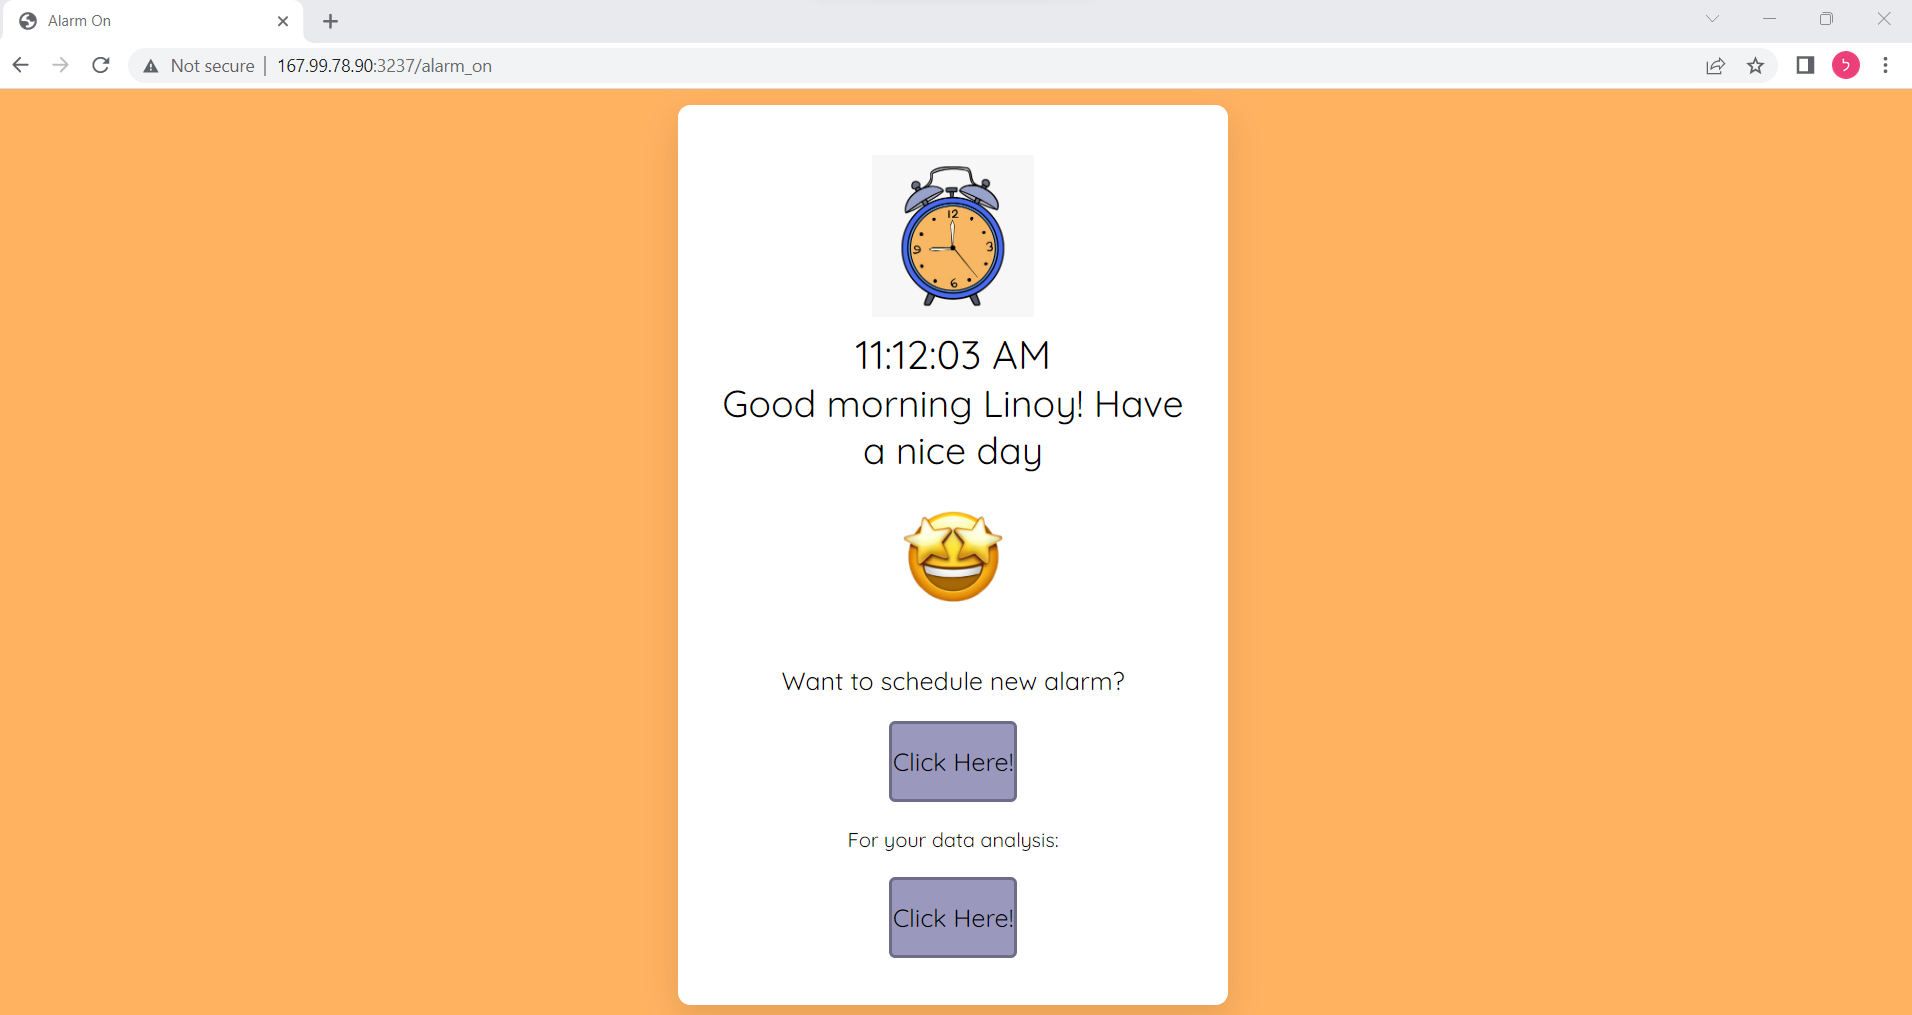 Alarm On
Not secure | 167.99.78.90:3237/alarm_on
ל
12
3
9
6
11:12:03 AM
Good morning Linoy! Have
a nice day
Want to schedule new alarm?
Click Here!
For your data analysis:
Click Here!